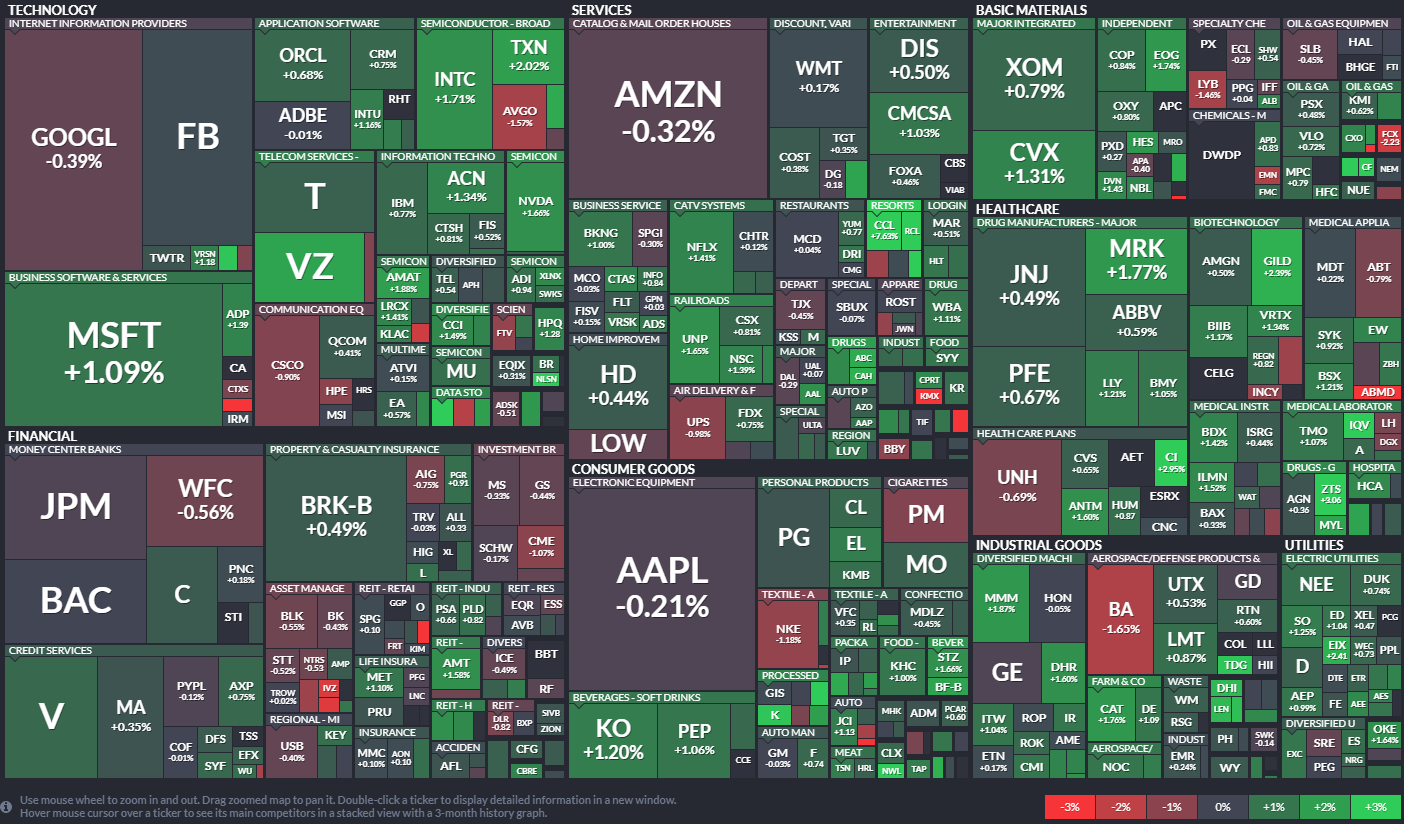 TECHNOLOGY
INTERNET INFORMATION PROVIDERS
GOOGL
-0.39%
FB
TWTR
VRSN
+1.18
APPLICATION SOFTWARE
ORCL
+0.68%
CRM
+0.75%
ADBE
-0.01%
INTU
+1.16%
RHT
SEMICONDUCTOR - BROAD
INTC
+1.71%
TXN
+2.02%
AVGO
-1.57%
BUSINESS SOFTWARE & SERVICES
MSFT
+1.09%
ADP
+1.39
CA
CTXS
IRM
TELECOM SERVICES -
T
VZ
INFORMATION TECHNO
IBM
+0.77%
ACN
+1.34%
CTSH
+0.81%
FIS
+0.52%
SEMICON
NVDA
+1.66%
COMMUNICATION EQ
CSCO
-0.90%
QCOM
+0.41%
HPE
HRS
MSI
SEMICON
AMAT
+1.88%
LRCX
+1.41%
KLAC
DIVERSIFIED
TEL
+0.54
APH
SEMICON
ADI
+0.94
XLNX
SWKS
MULTIME
ATVI
+0.15%
EA
+0.57%
DIVERSIFIE
CCI
+1.49%
SCIEN
FTV
HPQ
+1.28
SEMICON
MU
EQIX
+0.31%
BR
NLSN
DATA STO
ADSK
-0.51
SERVICES
CATALOG & MAIL ORDER HOUSES
AMZN
-0.32%
DISCOUNT, VARI
WMT
+0.17%
COST
+0.38%
TGT
+0.35%
DG
-0.18
ENTERTAINMENT
DIS
+0.50%
CMCSA
+1.03%
FOXA
+0.46%
CBS
VIAB
BUSINESS SERVICE
BKNG
+1.00%
SPGI
-0.30%
MCO
-0.03%
CTAS
INFO
+0.84
FISV
+0.15%
FLT
GPN
+0.03
VRSK
ADS
CATV SYSTEMS
NFLX
+1.41%
CHTR
+0.12%
RESTAURANTS
MCD
+0.04%
YUM
+0.77
DRI
CMG
RESORTS
CCL
+7.63%
RCL
LODGIN
MAR
+0.51%
HLT
HOME IMPROVEM
HD
+0.44%
LOW
RAILROADS
UNP
+1.65%
CSX
+0.81%
NSC
+1.39%
AIR DELIVERY & F
UPS
-0.98%
FDX
+0.75%
DEPART
TJX
-0.45%
KSS
M
SPECIAL
SBUX
-0.07%
APPARE
ROST
JWN
DRUG
WBA
+1.11%
MAJOR
DAL
-0.29
UAL
+0.07
AAL
DRUGS
ABC
CAH
INDUST
FOOD
SYY
SPECIAL
ULTA
AUTO P
AZO
AAP
CPRT
KMX
KR
REGION
LUV
TIF
BBY
BASIC MATERIALS
MAJOR INTEGRATED
XOM
+0.79%
CVX
+1.31%
INDEPENDENT
COP
+0.84%
EOG
+1.74%
OXY
+0.80%
APC
PXD
+0.27
HES
MRO
APA
-0.40
DVN
+1.43
NBL
SPECIALTY CHE
PX
ECL
-0.29
SHW
+0.54
LYB
-1.46%
PPG
+0.04
IFF
ALB
CHEMICALS - M
DWDP
APD
+0.83
EMN
FMC
OIL & GAS EQUIPMEN
SLB
-0.45%
HAL
BHGE
FTI
OIL & GA
PSX
+0.48%
VLO
+0.72%
MPC
+0.79
HFC
OIL & GAS
KMI
+0.62%
CXO
FCX
-2.23
CF
NEM
NUE
HEALTHCARE
DRUG MANUFACTURERS - MAJOR
JNJ
+0.49%
PFE
+0.67%
MRK
+1.77%
ABBV
+0.59%
LLY
+1.21%
BMY
+1.05%
BIOTECHNOLOGY
AMGN
+0.50%
GILD
+2.39%
BIIB
+1.17%
VRTX
+1.34%
CELG
REGN
+0.82
INCY
MEDICAL APPLIA
MDT
+0.22%
ABT
-0.79%
SYK
+0.92%
EW
BSX
+1.21%
ZBH
ABMD
HEALTH CARE PLANS
UNH
-0.69%
CVS
+0.65%
AET
CI
+2.95%
ANTM
+1.60%
HUM
+0.87
ESRX
CNC
MEDICAL INSTR
BDX
+1.42%
ISRG
+0.44%
ILMN
+1.52%
WAT
BAX
+0.33%
MEDICAL LABORATOR
TMO
+1.07%
IQV
LH
A
DGX
DRUGS - G
AGN
+0.36
ZTS
+3.06
MYL
HOSPITA
HCA
FINANCIAL
MONEY CENTER BANKS
JPM
WFC
-0.56%
BAC
C
PNC
+0.18%
STI
PROPERTY & CASUALTY INSURANCE
BRK-B
+0.49%
AIG
-0.75%
PGR
+0.91
TRV
-0.03%
ALL
+0.33
HIG
XL
L
INVESTMENT BR
MS
-0.33%
GS
-0.44%
SCHW
-0.17%
CME
-1.07%
CREDIT SERVICES
V
MA
+0.35%
PYPL
-0.12%
AXP
+0.75%
COF
-0.01%
DFS
TSS
SYF
EFX
WU
ASSET MANAGE
BLK
-0.55%
BK
-0.43%
STT
-0.52%
NTRS
-0.53
AMP
TROW
+0.02%
IVZ
REGIONAL - MI
USB
-0.40%
KEY
REIT - RETAI
SPG
+0.10
GGP
O
FRT
KIM
LIFE INSURA
MET
+1.10%
PFG
PRU
LNC
INSURANCE
MMC
+0.10%
AON
+0.10
REIT - INDU
PSA
+0.66
PLD
+0.82
REIT - RES
EQR
ESS
AVB
REIT -
AMT
+1.58%
DIVERS
ICE
-0.49%
BBT
RF
REIT - H
REIT -
DLR
-0.82
BXP
SIVB
ZION
ACCIDEN
AFL
CFG
CBRE
CONSUMER GOODS
ELECTRONIC EQUIPMENT
AAPL
-0.21%
PERSONAL PRODUCTS
PG
CL
EL
KMB
CIGARETTES
PM
MO
BEVERAGES - SOFT DRINKS
KO
+1.20%
PEP
+1.06%
CCE
TEXTILE - A
NKE
-1.18%
TEXTILE - A
VFC
+0.35
RL
CONFECTIO
MDLZ
+0.45%
PACKA
IP
FOOD -
KHC
+1.00%
BEVER
STZ
+1.66%
BF-B
PROCESSED
GIS
K
AUTO
JCI
+1.13
MHK
ADM
PCAR
+0.60
AUTO MAN
GM
-0.03%
F
+0.74
MEAT
TSN
HRL
CLX
NWL
TAP
INDUSTRIAL GOODS
DIVERSIFIED MACHI
MMM
+1.87%
HON
-0.05%
GE
DHR
+1.60%
ITW
+1.04%
ROP
IR
ETN
+0.17%
ROK
AME
CMI
AEROSPACE/DEFENSE PRODUCTS &
BA
-1.65%
UTX
+0.53%
GD
LMT
+0.87%
RTN
+0.60%
COL
LLL
TDG
HII
FARM & CO
CAT
+1.76%
DE
+1.09
AEROSPACE/
NOC
WASTE
WM
RSG
INDUST
EMR
+0.24%
DHI
LEN
PH
SWK
-0.14
WY
UTILITIES
ELECTRIC UTILITIES
NEE
DUK
+0.74%
SO
+1.25%
ED
+1.04
XEL
+0.47
PCG
D
EIX
+2.41
WEC
+0.73
PPL
DTE
ETR
AEP
+0.99%
FE
AEE
AES
DIVERSIFIED U
EXC
SRE
ES
PEG
NRG
OKE
+1.64%
Use mouse wheel to zoom in and out. Drag zoomed map to pan it. Double-click a ticker to display detailed information in a new window.
Hover mouse cursor over a ticker to see its main competitors in a stacked view with a 3-month history graph.
-3%
-2%
-1%
0%
+1%
+2%
+3%